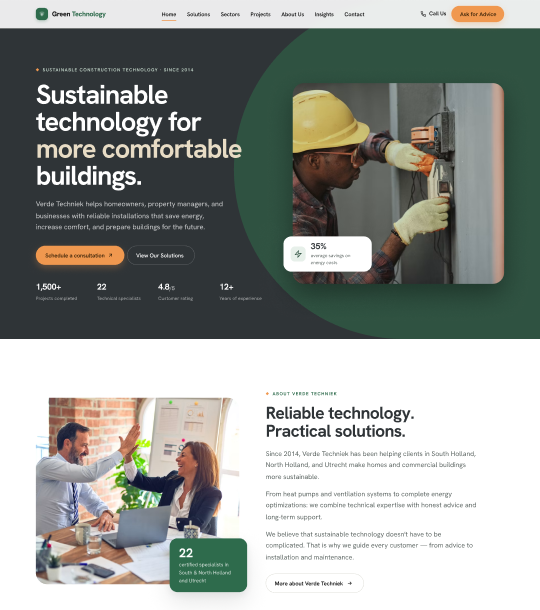 Green Technology
Home Solutions Sectors Projects About Us Insights Contact
Call Us
Ask for Advice
SUSTAINABLE CONSTRUCTION TECHNOLOGY · SINCE 2014
Sustainable
technology for
more comfortable
buildings.
Verde Techniek helps homeowners, property managers, and
businesses with reliable installations that save energy,
increase comfort, and prepare buildings for the future.
Schedule a consultation ↗
View Our Solutions
35%
average savings on
energy costs
1,500+
Projects completed
22
Technical specialists
4.8/5
Customer rating
12+
Years of experience
ABOUT VERDE TECHNIEK
Reliable technology.
Practical solutions.
Since 2014, Verde Techniek has been helping clients in South Holland,
North Holland, and Utrecht make homes and commercial buildings
more sustainable.
From heat pumps and ventilation systems to complete energy
optimizations: we combine technical expertise with honest advice and
long-term support.
We believe that sustainable technology doesn't have to be
complicated. That is why we guide every customer — from advice to
installation and maintenance.
22
certified specialists in
South & North Holland
and Utrecht
More about Verde Techniek →